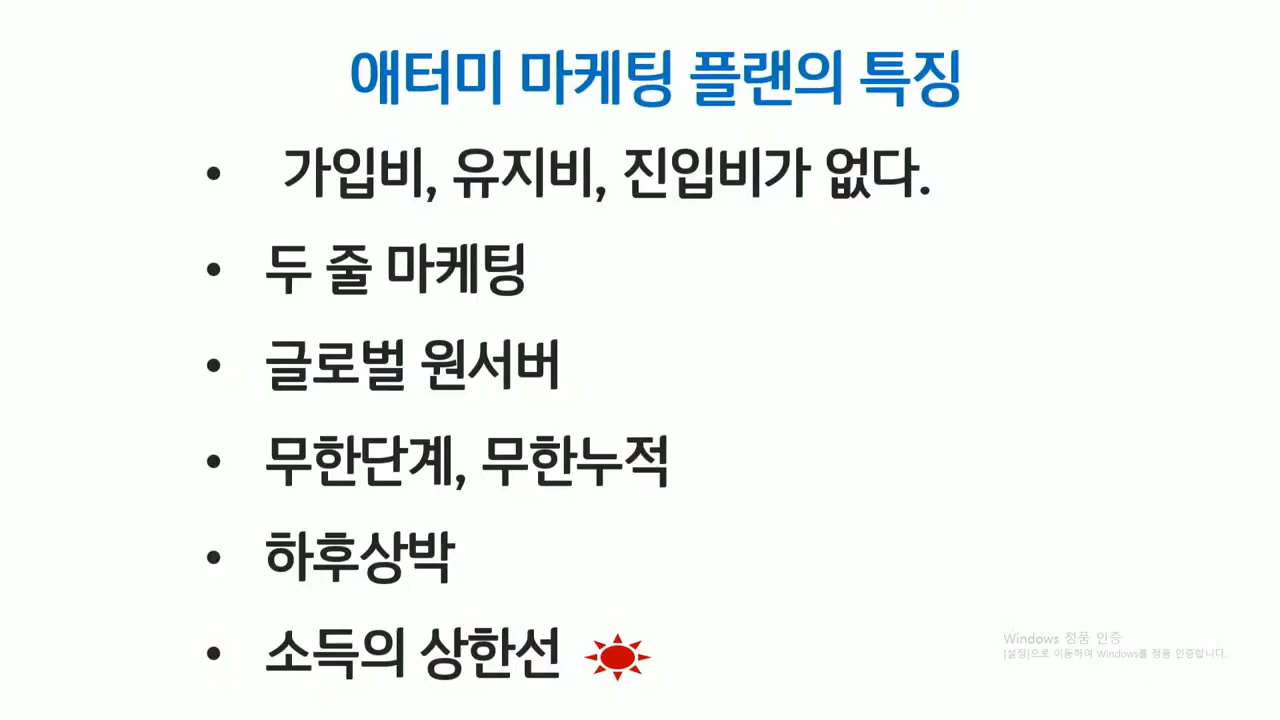 애터미 마케팅 플랜의 특징
• 가입비, 유지비, 진입비가 없다.
• 두 줄 마케팅
• 글로벌 원서버
• 무한단계, 무한누적
• 하후상박
• 소득의 상한선
Windows 정품 인증
[설정]으로 이동하여 Windows를 정품 인증합니다.